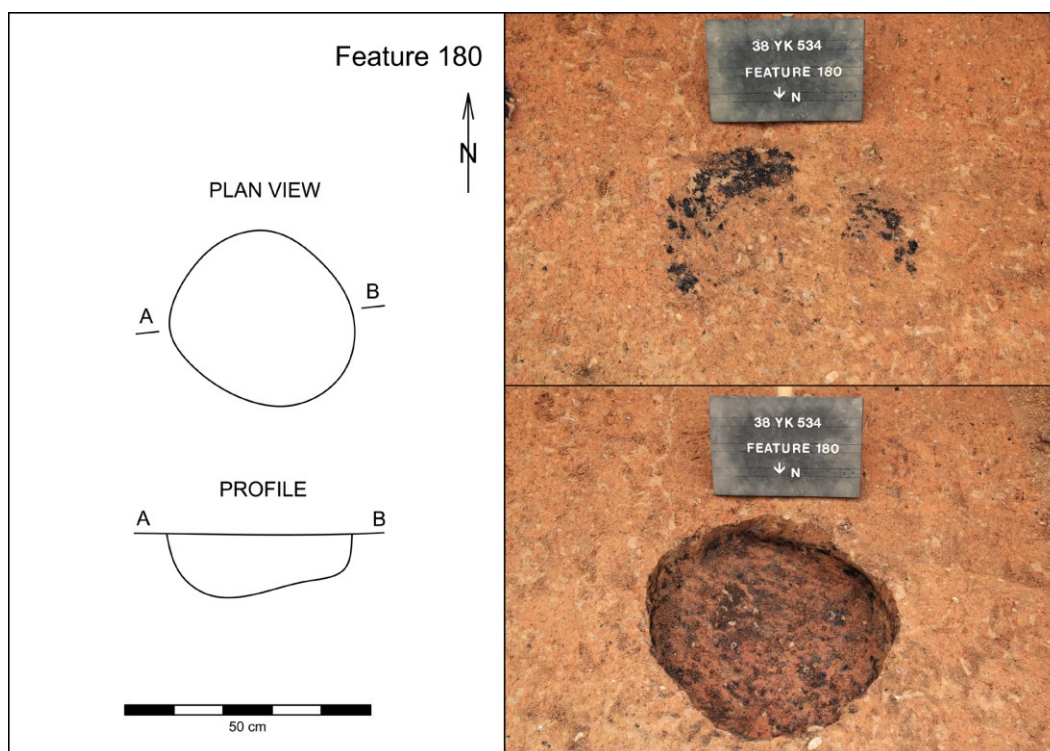 Feature 180
N
PLAN VIEW
A
B
PROFILE
A
B
50 cm
38 YK 534
FEATURE 180
↓ N
38 YK 534
FEATURE 180
↓ N